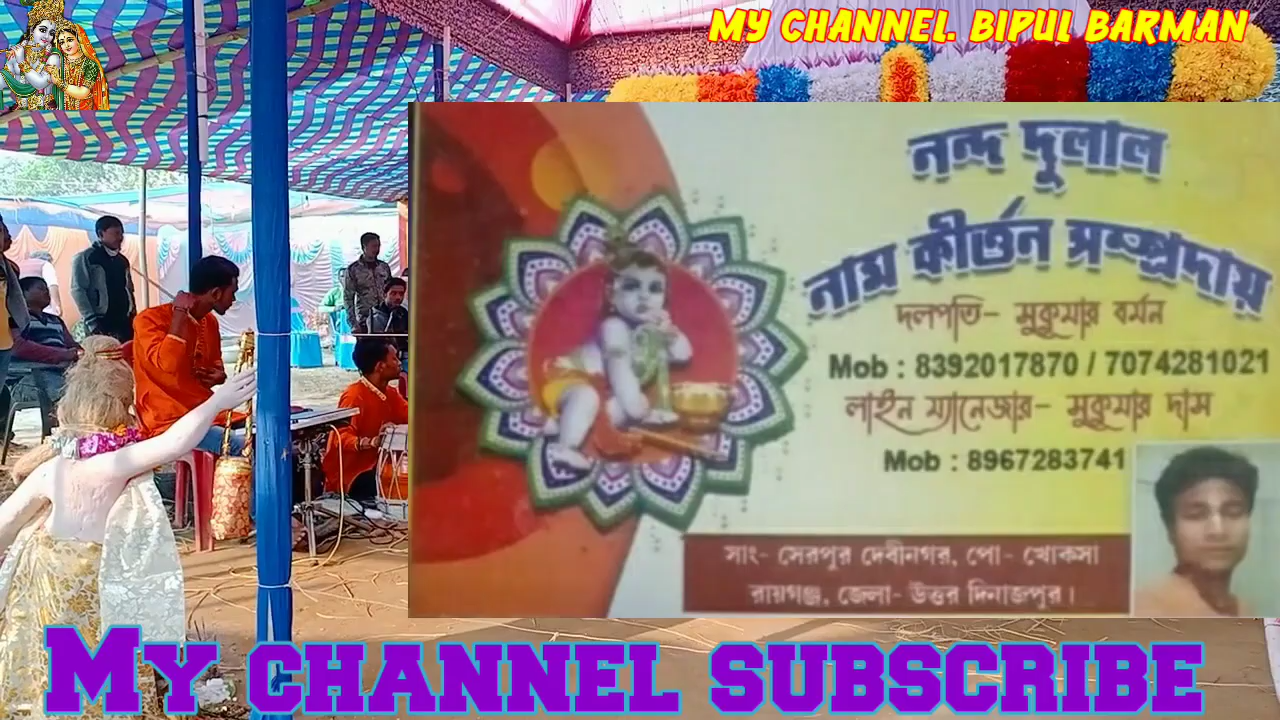 MY CHANNEL. BIPUL BARMAN
নন্দ দুলাল
নাম কীর্ত্তন সম্প্রদায়
দলপতি- সুকুমার বর্মন
Mob : 8392017870 / 7074281021
লাইন ম্যানেজার- সুকুমার দাস
Mob : 8967283741
সাং- সেরপুর দেবীনগর, পো- খোকসা
রায়গঞ্জ, জেলা- উত্তর দিনাজপুর।
MY CHANNEL SUBSCRIBE